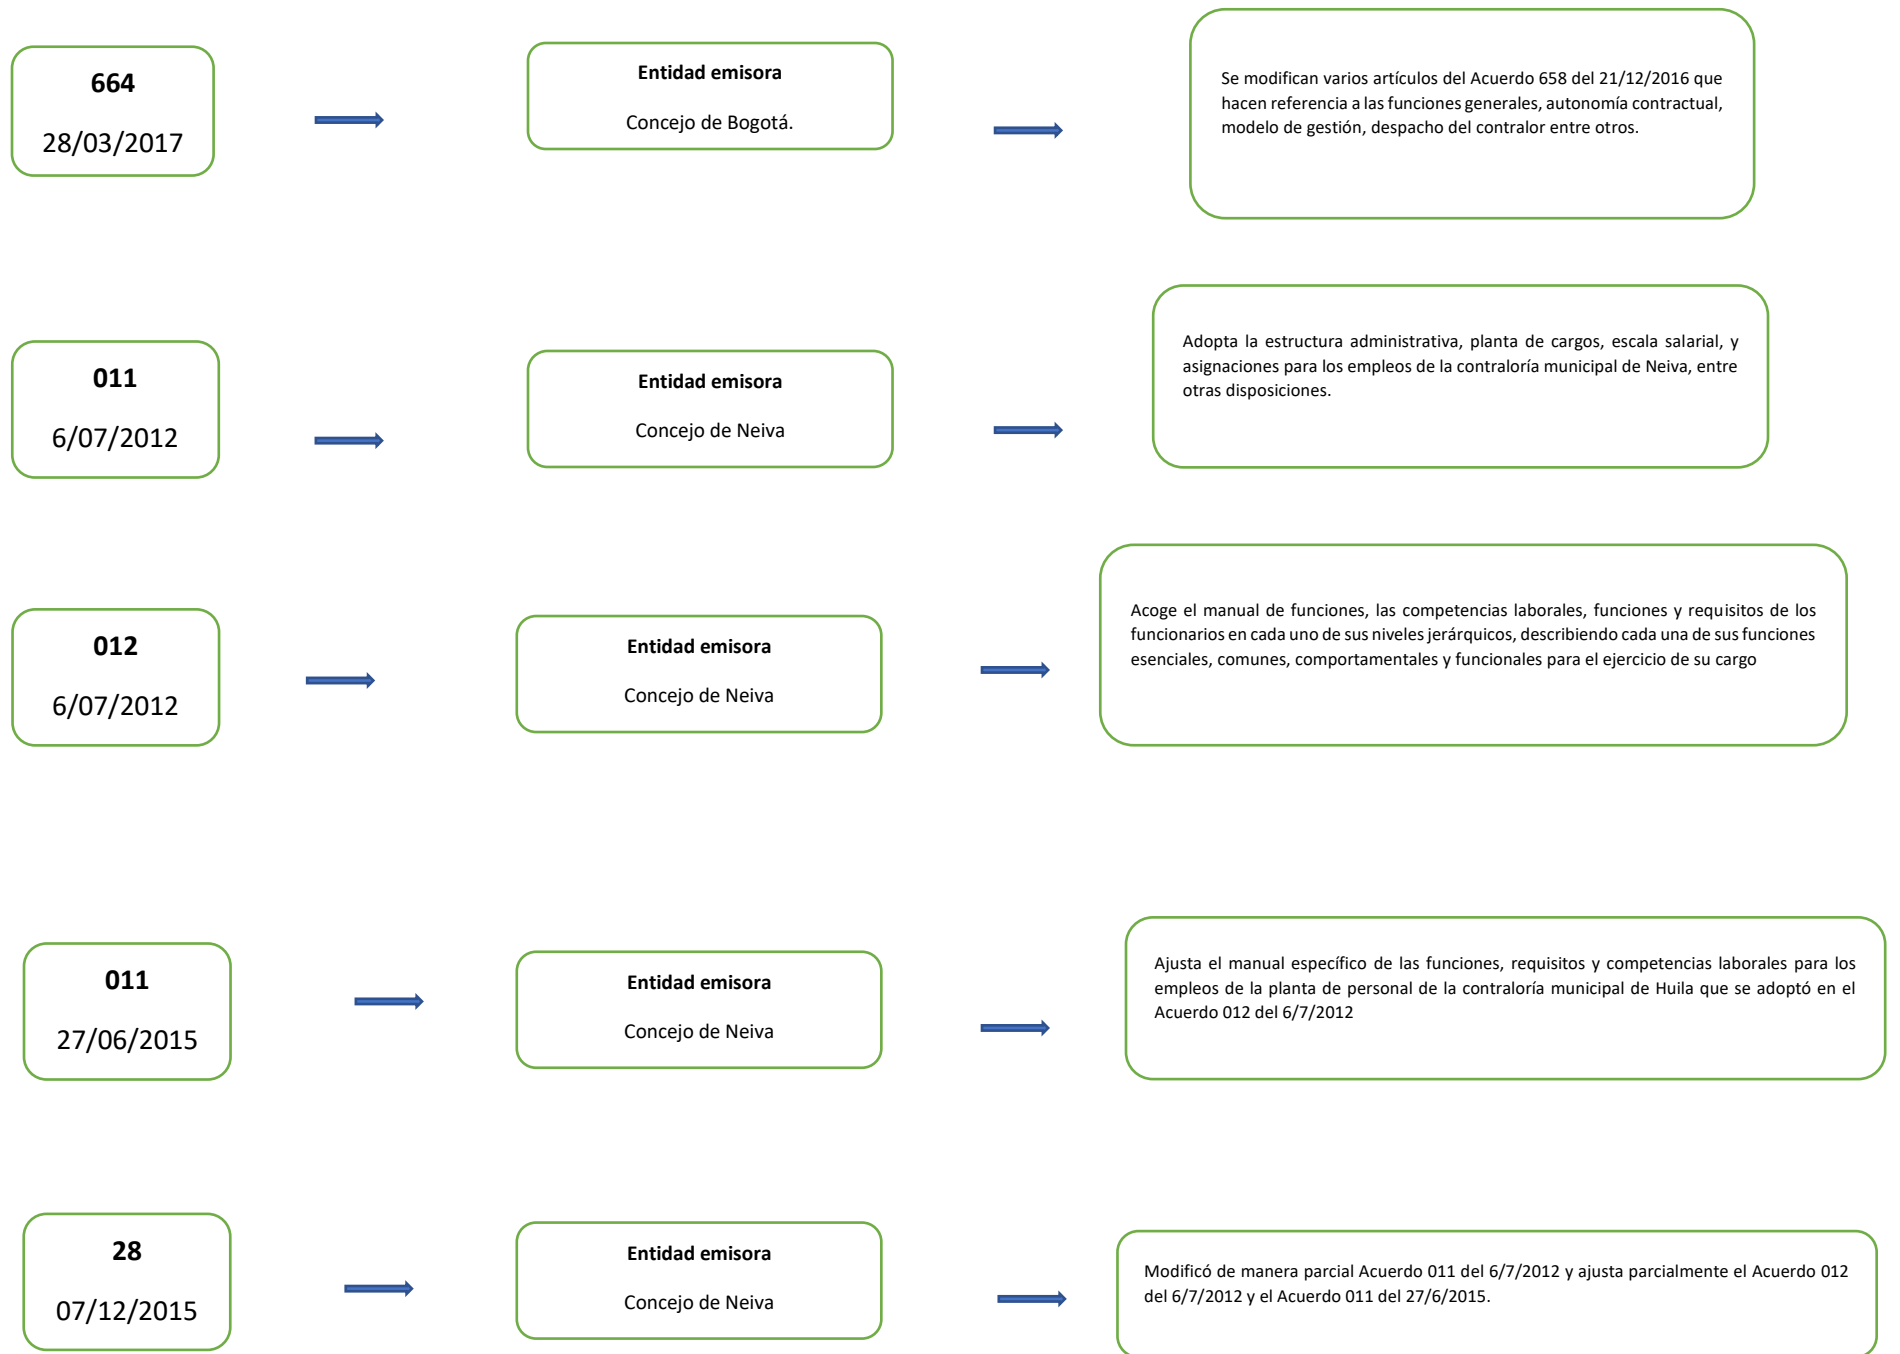 664
28/03/2017
Entidad emisora
Concejo de Bogotá.
Se modifican varios artículos del Acuerdo 658 del 21/12/2016 que
hacen referencia a las funciones generales, autonomía contractual,
modelo de gestión, despacho del contralor entre otros.
011
6/07/2012
Entidad emisora
Concejo de Neiva
Adopta la estructura administrativa, planta de cargos, escala salarial, y
asignaciones para los empleos de la contraloría municipal de Neiva, entre
otras disposiciones.
012
6/07/2012
Entidad emisora
Concejo de Neiva
Acoge el manual de funciones, las competencias laborales, funciones y requisitos de los
funcionarios en cada uno de sus niveles jerárquicos, describiendo cada una de sus funciones
esenciales, comunes, comportamentales y funcionales para el ejercicio de su cargo
011
27/06/2015
Entidad emisora
Concejo de Neiva
Ajusta el manual específico de las funciones, requisitos y competencias laborales para los
empleos de la planta de personal de la contraloría municipal de Huila que se adoptó en el
Acuerdo 012 del 6/7/2012
28
07/12/2015
Entidad emisora
Concejo de Neiva
Modificó de manera parcial Acuerdo 011 del 6/7/2012 y ajusta parcialmente el Acuerdo 012
del 6/7/2012 y el Acuerdo 011 del 27/6/2015.